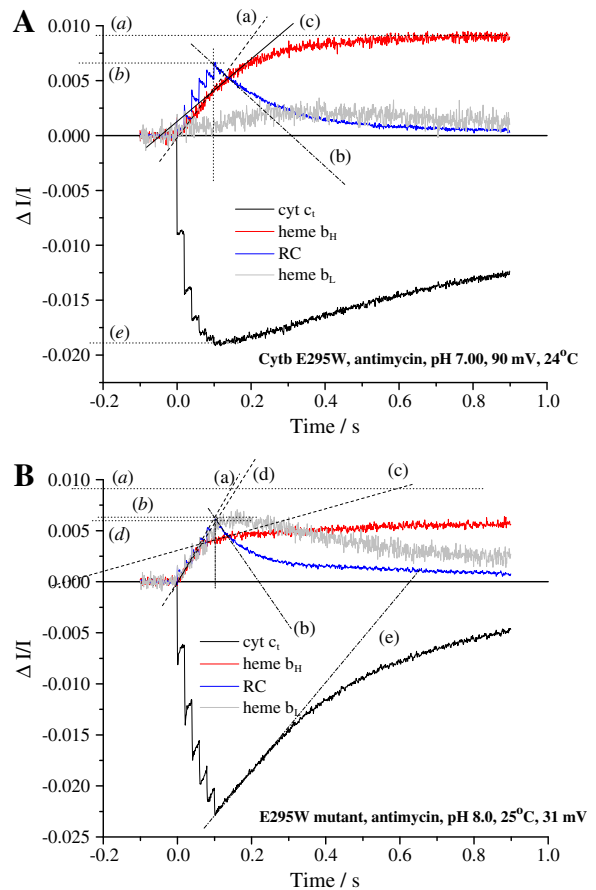 A
(a)
(a)
(c)
0.010
(b)
0.005
0.000
(b)
-0.005
cyt cₜ
heme b_H
RC
heme b_L
-0.010
-0.015
(e)
-0.020
Δ I/I
Cytb E295W, antimycin, pH 7.00, 90 mV, 24°C
-0.2 0.0 0.2 0.4 0.6 0.8 1.0
Time / s
B
(a)
(a)
(d)
(c)
0.010
(b)
(d)
0.005
0.000
(b)
(e)
-0.005
cyt cₜ
heme b_H
RC
heme b_L
-0.010
-0.015
-0.020
-0.025
Δ I/I
E295W mutant, antimycin, pH 8.0, 25°C, 31 mV
-0.2 0.0 0.2 0.4 0.6 0.8 1.0
Time / s